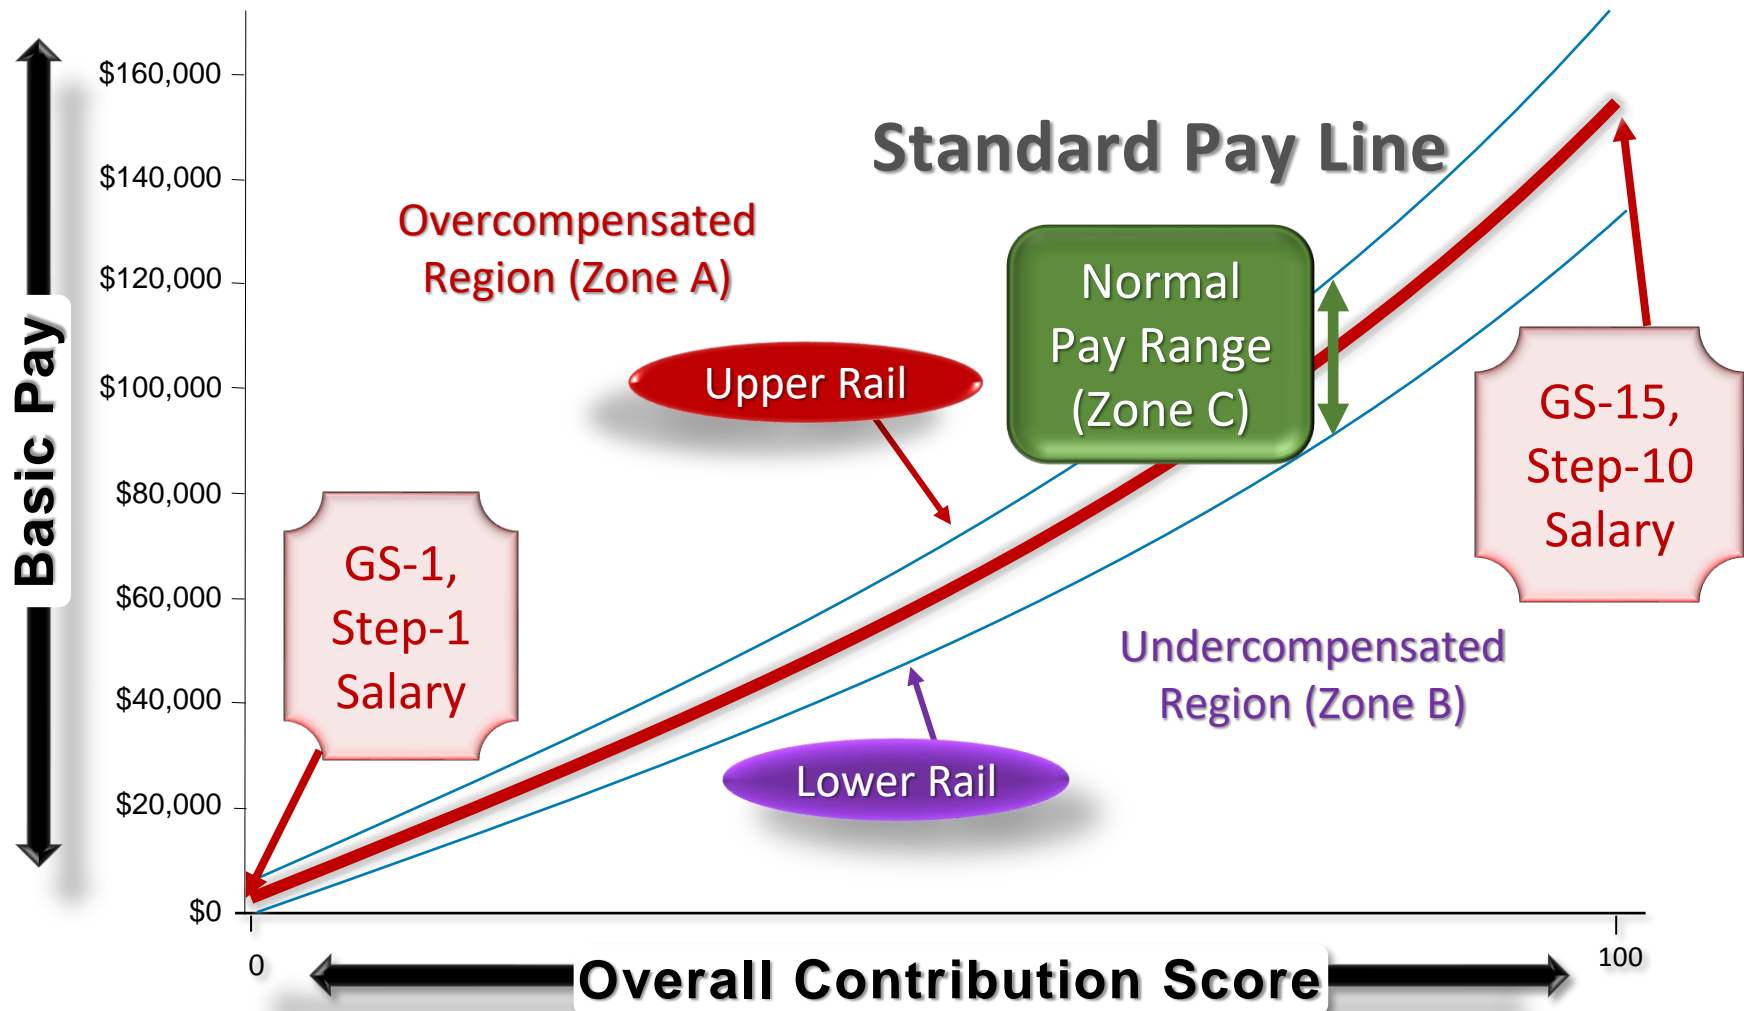 $160,000
Standard Pay Line
$140,000
Overcompensated
Region (Zone A)
$120,000
Normal
Pay Range
(Zone C)
Upper Rail
$100,000
GS-15,
Step-10
Salary
Basic Pay
$80,000
GS-1,
Step-1
Salary
$60,000
Undercompensated
Region (Zone B)
$40,000
Lower Rail
$20,000
$0
0
100
Overall Contribution Score